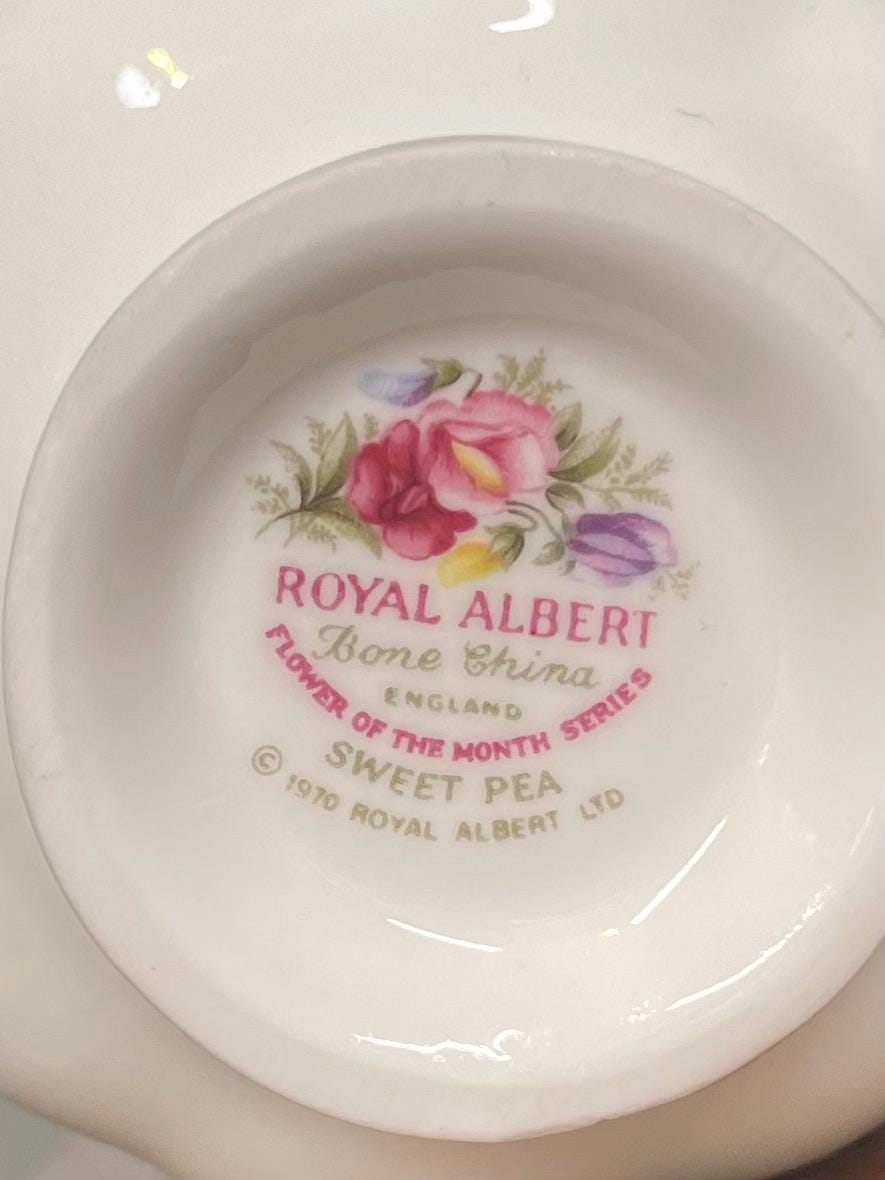 ROYAL ALBERT
Bone China
ENGLAND
FLOWER OF THE MONTH SERIES
SWEET PEA
© 1970 ROYAL ALBERT LTD